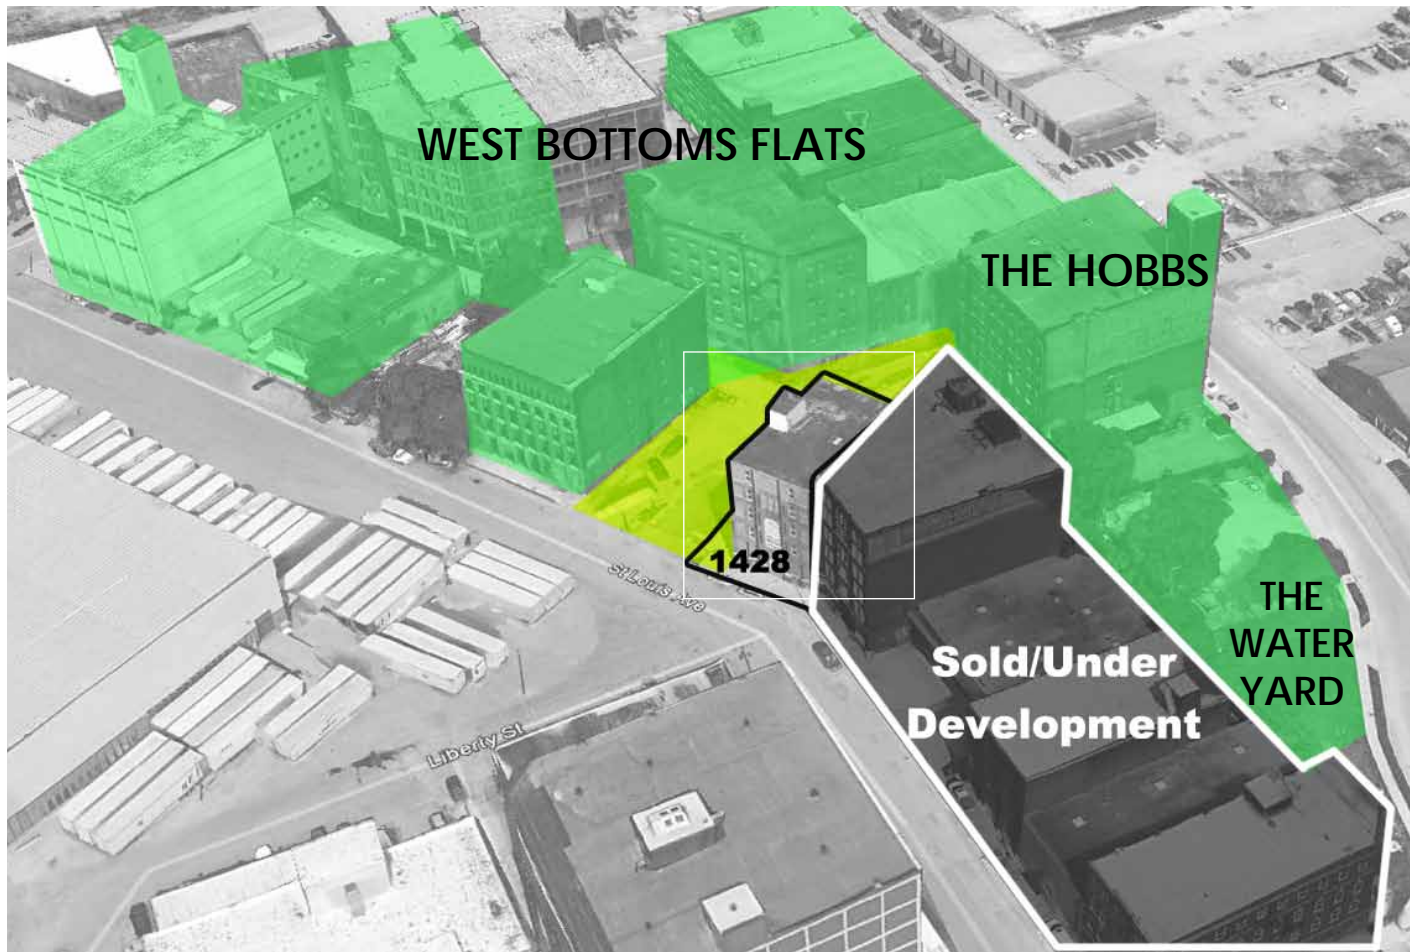 WEST BOTTOMS FLATS
THE HOBBS
1428
St Louis Ave
Sold/Under
Development
THE
WATER
YARD
Liberty St